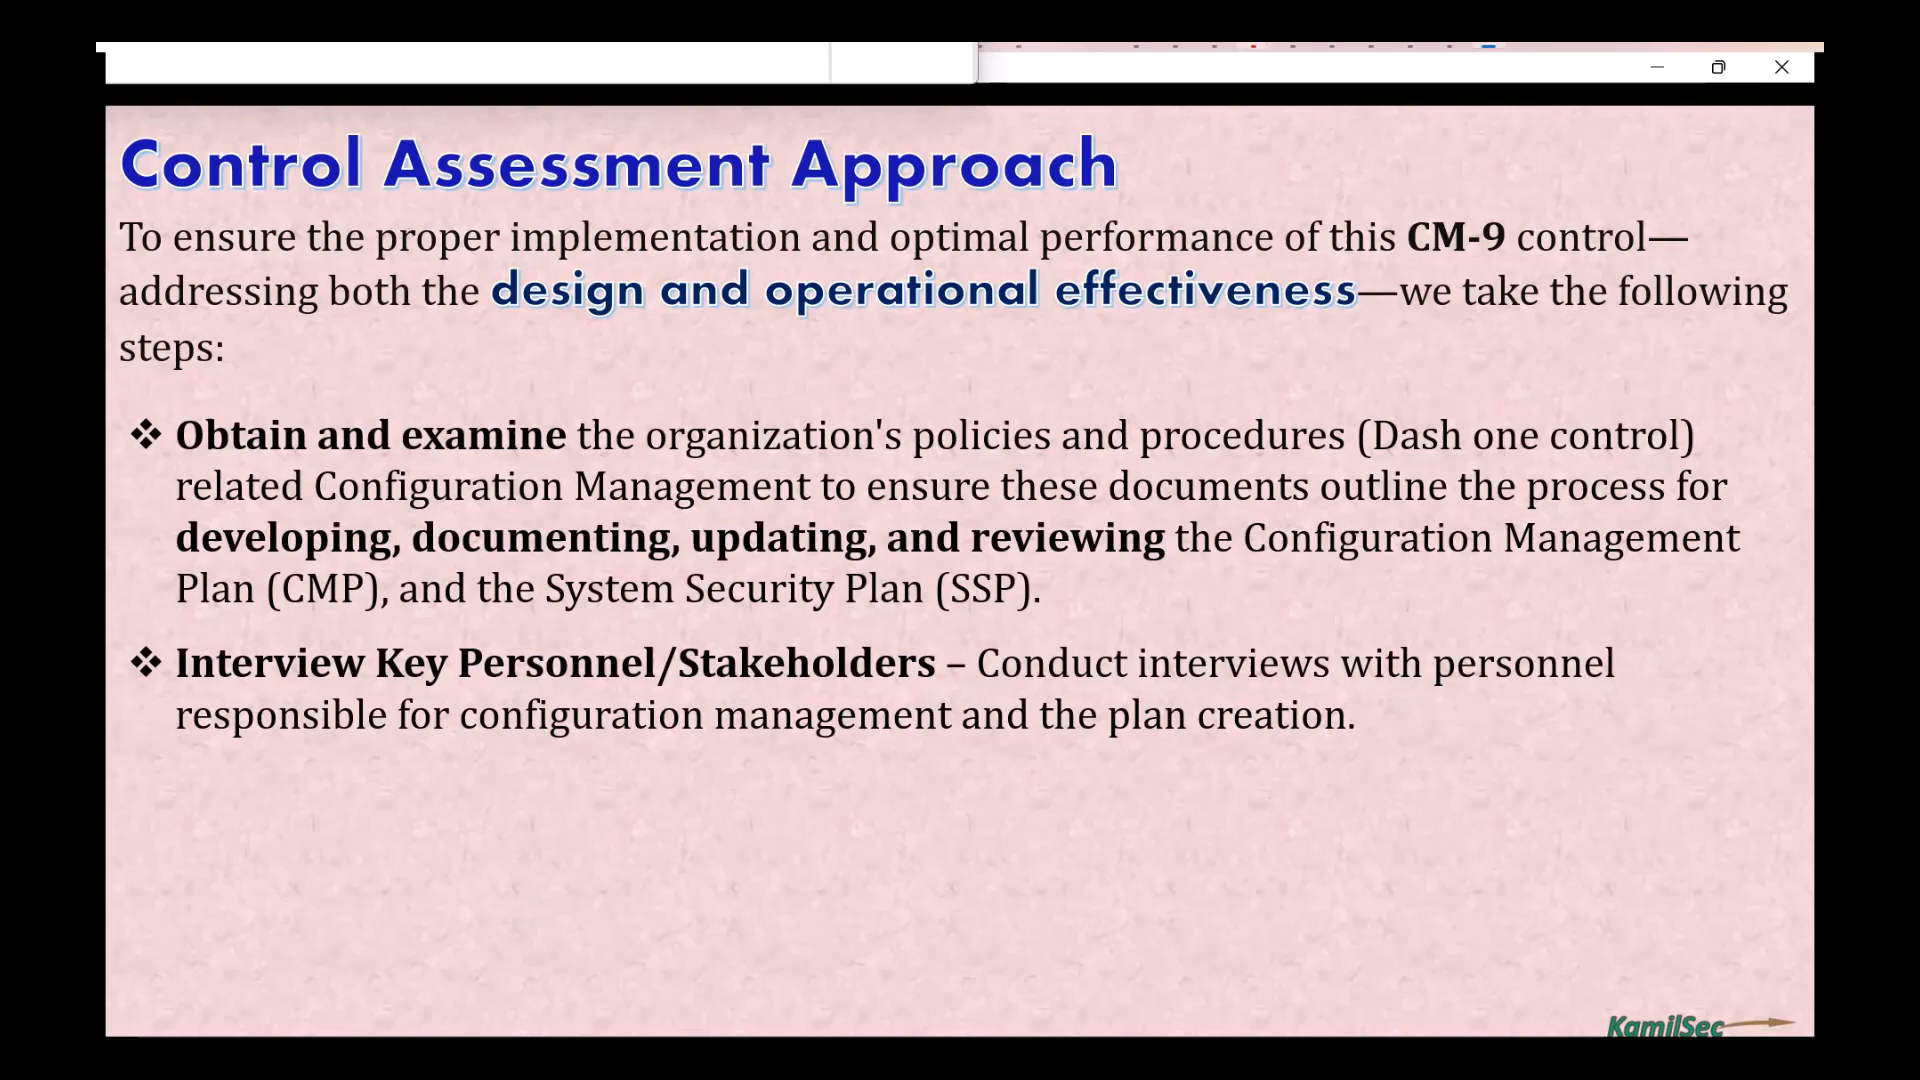 Control Assessment Approach
To ensure the proper implementation and optimal performance of this CM-9 control—
addressing both the design and operational effectiveness—we take the following
steps:
❖ Obtain and examine the organization's policies and procedures (Dash one control)
related Configuration Management to ensure these documents outline the process for
developing, documenting, updating, and reviewing the Configuration Management
Plan (CMP), and the System Security Plan (SSP).
❖ Interview Key Personnel/Stakeholders – Conduct interviews with personnel
responsible for configuration management and the plan creation.
KamilSec